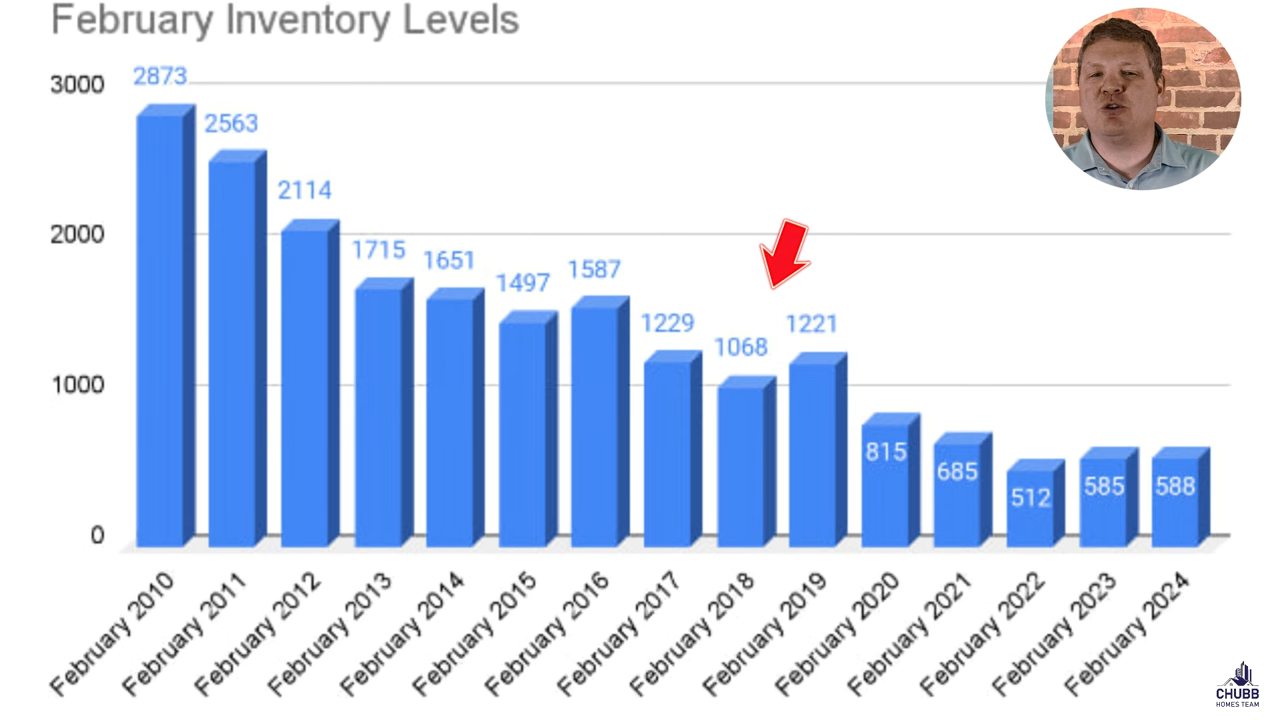 February Inventory Levels
3000
2000
1000
0
2873
2563
2114
1715
1651
1497
1587
1229
1068
1221
815
685
512
585
588
February 2010
February 2011
February 2012
February 2013
February 2014
February 2015
February 2016
February 2017
February 2018
February 2019
February 2020
February 2021
February 2022
February 2023
February 2024
CHUBB
HOMES TEAM